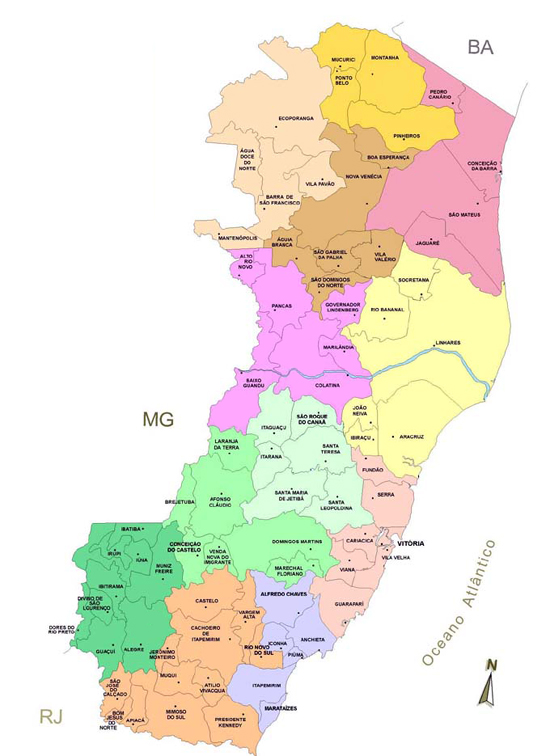 BA
MUCURICI
MONTANHA
PONTO
BELO
PEDRO
CANÁRIO
ECOPORANGA
PINHEIROS
ÁGUA
DOCE
DO
NORTE
BOA ESPERANÇA
CONCEIÇÃO
DA BARRA
VILA PAVÃO
NOVA VENÉCIA
BARRA DE
SÃO FRANCISCO
SÃO MATEUS
MANTENÓPOLIS
ÁGUIA
BRANCA
JAGUARÉ
SÃO GABRIEL
DA PALHA
VILA
VALÉRIO
ALTO
RIO
NOVO
SÃO DOMINGOS
DO NORTE
SOORETAMA
PANCAS
GOVERNADOR
LINDENBERG
RIO BANANAL
MARILÂNDIA
LINHARES
BAIXO
GUANDU
COLATINA
MG
JOÃO
NEIVA
SÃO ROQUE
DO CANAÃ
ITAGUAÇU
IBIRAÇU
ARACRUZ
LARANJA
DA TERRA
SANTA
TERESA
ITARANA
FUNDÃO
SANTA MARIA
DE JETIBÁ
SERRA
BREJETUBA
AFONSO
CLÁUDIO
SANTA
LEOPOLDINA
IBATIBA
CONCEIÇÃO
DO CASTELO
DOMINGOS MARTINS
CARIACICA
VITÓRIA
IÚNA
VENDA
NOVA DO
IMIGRANTE
VILA VELHA
MUNIZ
FREIRE
MARECHAL
FLORIANO
VIANA
IBITIRAMA
ALFREDO CHAVES
DIVINO DE
SÃO
LOURENÇO
CASTELO
GUARAPARI
Oceano Atlântico
VARGEM
ALTA
DORES DO
RIO PRETO
CACHOEIRO
DE
ITAPEMIRIM
ICONHA
ANCHIETA
GUAÇUÍ
ALEGRE
JERÔNIMO
MONTEIRO
RIO NOVO
DO SUL
PIÚMA
N
MUQUI
SÃO
JOSÉ
DO
CALÇADO
ATILIO
VIVACQUA
ITAPEMIRIM
RJ
BOM
JESUS
DO
NORTE
APIACÁ
MIMOSO
DO SUL
PRESIDENTE
KENNEDY
MARATAÍZES